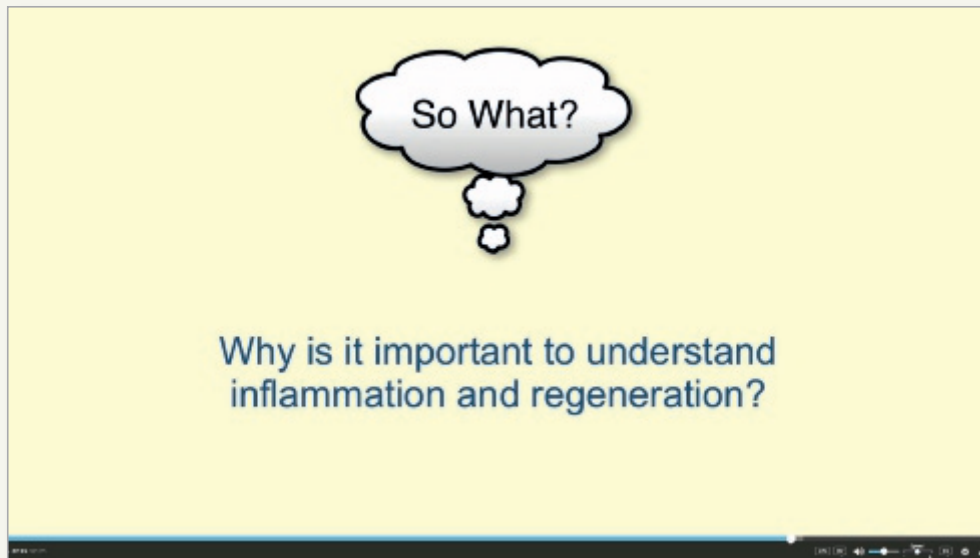 So What?
Why is it important to understand
inflammation and regeneration?